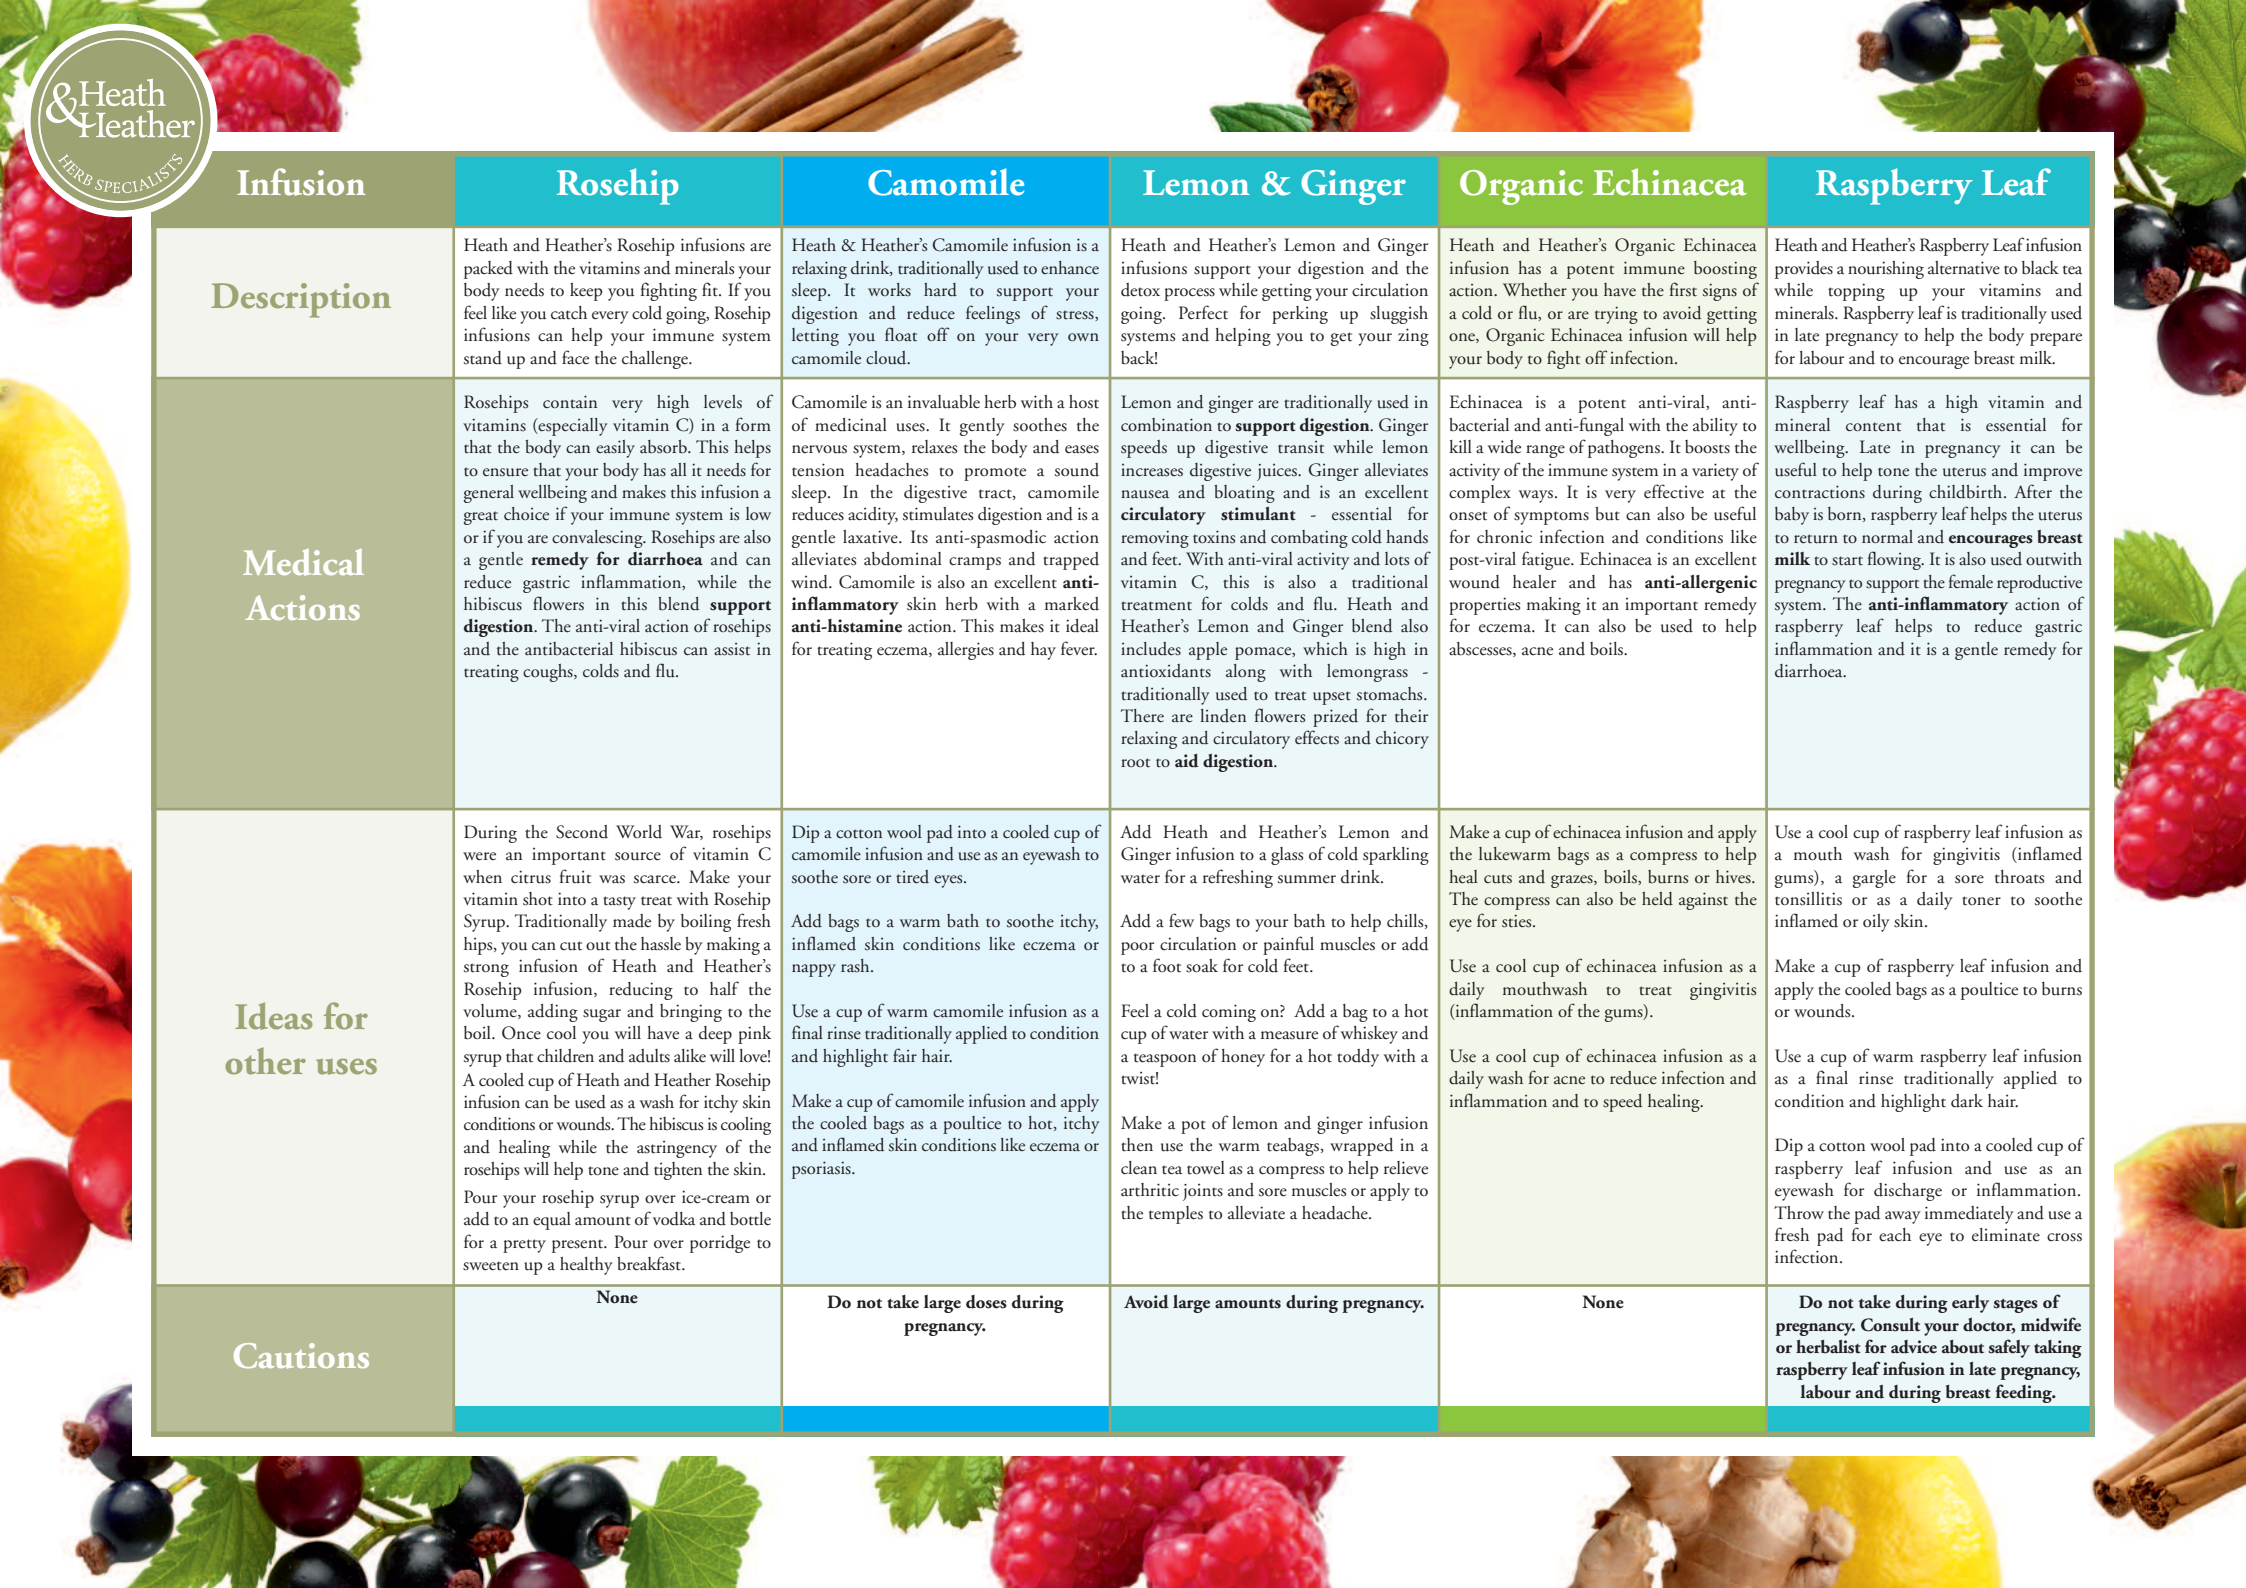 &Heath
Heather
HERB SPECIALISTS
Infusion
Rosehip
Camomile
Lemon & Ginger
Organic Echinacea
Raspberry Leaf
Description
Heath and Heather's Rosehip infusions are
packed with the vitamins and minerals your
body needs to keep you fighting fit. If you
feel like you catch every cold going, Rosehip
infusions can help your immune system
stand up and face the challenge.
Heath & Heather's Camomile infusion is a
relaxing drink, traditionally used to enhance
sleep. It works hard to support your
digestion and reduce feelings of stress,
letting you float off on your very own
camomile cloud.
Heath and Heather's Lemon and Ginger
infusions support your digestion and the
detox process while getting your circulation
going. Perfect for perking up sluggish
systems and helping you to get your zing
back!
Heath and Heather's Organic Echinacea
infusion has a potent immune boosting
action. Whether you have the first signs of
a cold or flu, or are trying to avoid getting
one, Organic Echinacea infusion will help
your body to fight off infection.
Heath and Heather's Raspberry Leaf infusion
provides a nourishing alternative to black tea
while topping up your vitamins and
minerals. Raspberry leaf is traditionally used
in late pregnancy to help the body prepare
for labour and to encourage breast milk.
Medical
Actions
Rosehips contain very high levels of
vitamins (especially vitamin C) in a form
that the body can easily absorb. This helps
to ensure that your body has all it needs for
general wellbeing and makes this infusion a
great choice if your immune system is low
or if you are convalescing. Rosehips are also
a gentle remedy for diarrhoea and can
reduce gastric inflammation, while the
hibiscus flowers in this blend support
digestion. The anti-viral action of rosehips
and the antibacterial hibiscus can assist in
treating coughs, colds and flu.
Camomile is an invaluable herb with a host
of medicinal uses. It gently soothes the
nervous system, relaxes the body and eases
tension headaches to promote a sound
sleep. In the digestive tract, camomile
reduces acidity, stimulates digestion and is a
gentle laxative. Its anti-spasmodic action
alleviates abdominal cramps and trapped
wind. Camomile is also an excellent anti-
inflammatory skin herb with a marked
anti-histamine action. This makes it ideal
for treating eczema, allergies and hay fever.
Lemon and ginger are traditionally used in
combination to support digestion. Ginger
speeds up digestive transit while lemon
increases digestive juices. Ginger alleviates
nausea and bloating and is an excellent
circulatory stimulant - essential for
removing toxins and combating cold hands
and feet. With anti-viral activity and lots of
vitamin C, this is also a traditional
treatment for colds and flu. Heath and
Heather's Lemon and Ginger blend also
includes apple pomace, which is high in
antioxidants along with lemongrass -
traditionally used to treat upset stomachs.
There are linden flowers prized for their
relaxing and circulatory effects and chicory
root to aid digestion.
Echinacea is a potent anti-viral, anti-
bacterial and anti-fungal with the ability to
kill a wide range of pathogens. It boosts the
activity of the immune system in a variety of
complex ways. It is very effective at the
onset of symptoms but can also be useful
for chronic infection and conditions like
post-viral fatigue. Echinacea is an excellent
wound healer and has anti-allergenic
properties making it an important remedy
for eczema. It can also be used to help
abscesses, acne and boils.
Raspberry leaf has a high vitamin and
mineral content that is essential for
wellbeing. Late in pregnancy it can be
useful to help tone the uterus and improve
contractions during childbirth. After the
baby is born, raspberry leaf helps the uterus
to return to normal and encourages breast
milk to start flowing. It is also used outwith
pregnancy to support the female reproductive
system. The anti-inflammatory action of
raspberry leaf helps to reduce gastric
inflammation and it is a gentle remedy for
diarrhoea.
Ideas for
other uses
During the Second World War, rosehips
were an important source of vitamin C
when citrus fruit was scarce. Make your
vitamin shot into a tasty treat with Rosehip
Syrup. Traditionally made by boiling fresh
hips, you can cut out the hassle by making a
strong infusion of Heath and Heather's
Rosehip infusion, reducing to half the
volume, adding sugar and bringing to the
boil. Once cool you will have a deep pink
syrup that children and adults alike will love!
A cooled cup of Heath and Heather Rosehip
infusion can be used as a wash for itchy skin
conditions or wounds. The hibiscus is cooling
and healing while the astringency of the
rosehips will help tone and tighten the skin.
Pour your rosehip syrup over ice-cream or
add to an equal amount of vodka and bottle
for a pretty present. Pour over porridge to
sweeten up a healthy breakfast.
Dip a cotton wool pad into a cooled cup of
camomile infusion and use as an eyewash to
soothe sore or tired eyes.
Add bags to a warm bath to soothe itchy,
inflamed skin conditions like eczema or
nappy rash.
Use a cup of warm camomile infusion as a
final rinse traditionally applied to condition
and highlight fair hair.
Make a cup of camomile infusion and apply
the cooled bags as a poultice to hot, itchy
and inflamed skin conditions like eczema or
psoriasis.
Add Heath and Heather's Lemon and
Ginger infusion to a glass of cold sparkling
water for a refreshing summer drink.
Add a few bags to your bath to help chills,
poor circulation or painful muscles or add
to a foot soak for cold feet.
Feel a cold coming on? Add a bag to a hot
cup of water with a measure of whiskey and
a teaspoon of honey for a hot toddy with a
twist!
Make a pot of lemon and ginger infusion
then use the warm teabags, wrapped in a
clean tea towel as a compress to help relieve
arthritic joints and sore muscles or apply to
the temples to alleviate a headache.
Make a cup of echinacea infusion and apply
the lukewarm bags as a compress to help
heal cuts and grazes, boils, burns or hives.
The compress can also be held against the
eye for sties.
Use a cool cup of echinacea infusion as a
daily mouthwash to treat gingivitis
(inflammation of the gums).
Use a cool cup of echinacea infusion as a
daily wash for acne to reduce infection and
inflammation and to speed healing.
Use a cool cup of raspberry leaf infusion as
a mouth wash for gingivitis (inflamed
gums), a gargle for a sore throats and
tonsillitis or as a daily toner to soothe
inflamed or oily skin.
Make a cup of raspberry leaf infusion and
apply the cooled bags as a poultice to burns
or wounds.
Use a cup of warm raspberry leaf infusion
as a final rinse traditionally applied to
condition and highlight dark hair.
Dip a cotton wool pad into a cooled cup of
raspberry leaf infusion and use as an
eyewash for discharge or inflammation.
Throw the pad away immediately and use a
fresh pad for each eye to eliminate cross
infection.
Cautions
None
Do not take large doses during
pregnancy.
Avoid large amounts during pregnancy.
None
Do not take during early stages of
pregnancy. Consult your doctor, midwife
or herbalist for advice about safely taking
raspberry leaf infusion in late pregnancy,
labour and during breast feeding.